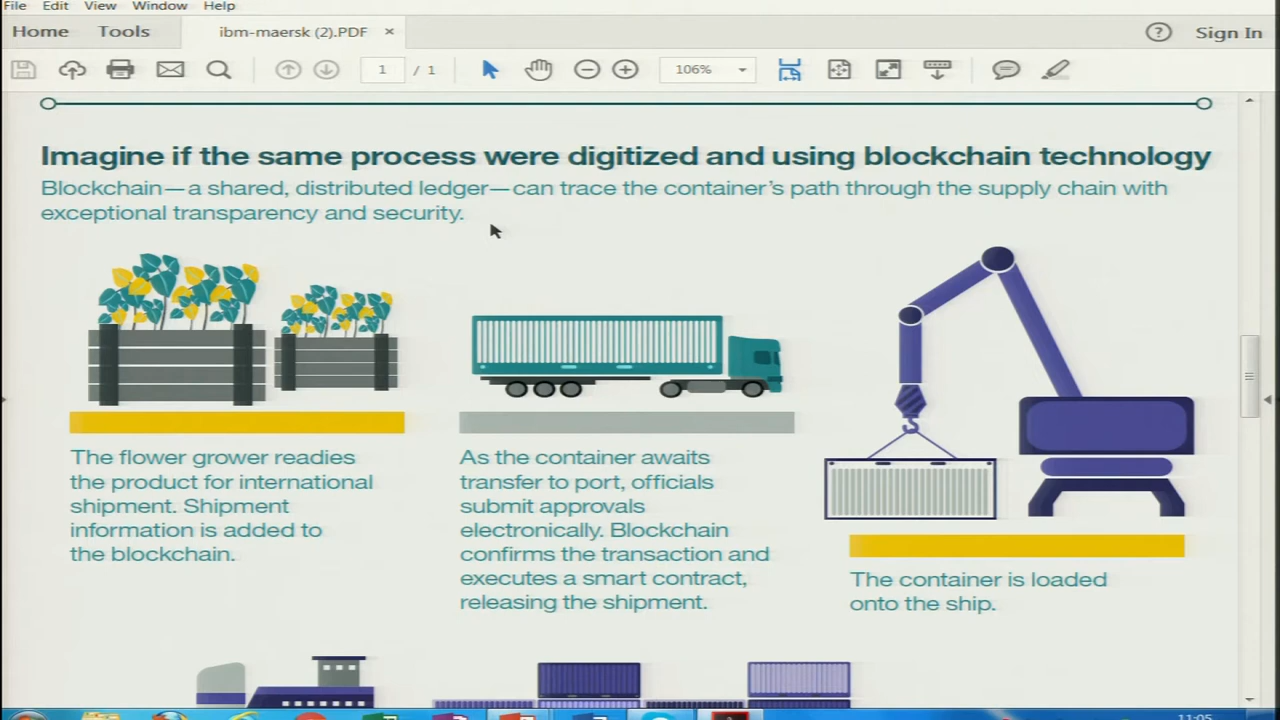 File Edit View Window Help
Home Tools ibm-maersk (2).PDF × ? Sign In
1 / 1 106%
Imagine if the same process were digitized and using blockchain technology
Blockchain—a shared, distributed ledger—can trace the container's path through the supply chain with
exceptional transparency and security.
The flower grower readies
the product for international
shipment. Shipment
information is added to
the blockchain.
As the container awaits
transfer to port, officials
submit approvals
electronically. Blockchain
confirms the transaction and
executes a smart contract,
releasing the shipment.
The container is loaded
onto the ship.
11:05